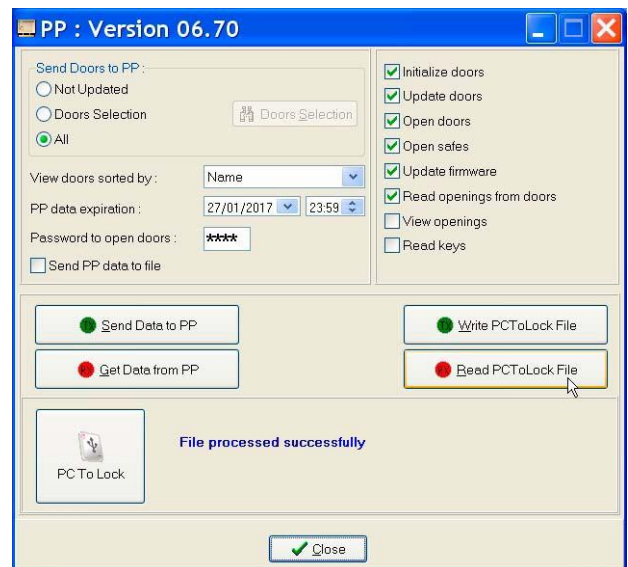 PP : Version 06.70
Send Doors to PP :
Not Updated
Doors Selection
Doors Selection
All
View doors sorted by :
Name
PP data expiration :
27/01/2017
23:59
Password to open doors :
****
Send PP data to file
Initialize doors
Update doors
Open doors
Open safes
Update firmware
Read openings from doors
View openings
Read keys
Send Data to PP
Get Data from PP
Write PCToLock File
Read PCToLock File
PC To Lock
File processed successfully
Close